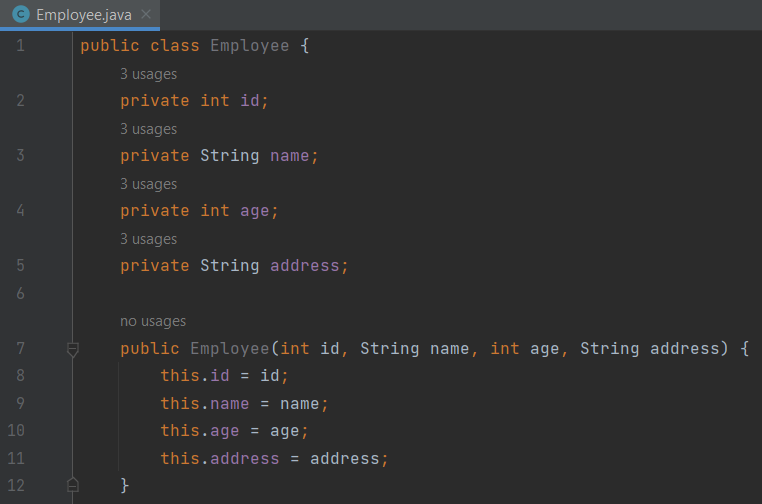 Employee.java
1 public class Employee {
3 usages
2 private int id;
3 usages
3 private String name;
3 usages
4 private int age;
3 usages
5 private String address;
6
no usages
7 public Employee(int id, String name, int age, String address) {
8 this.id = id;
9 this.name = name;
10 this.age = age;
11 this.address = address;
12 }